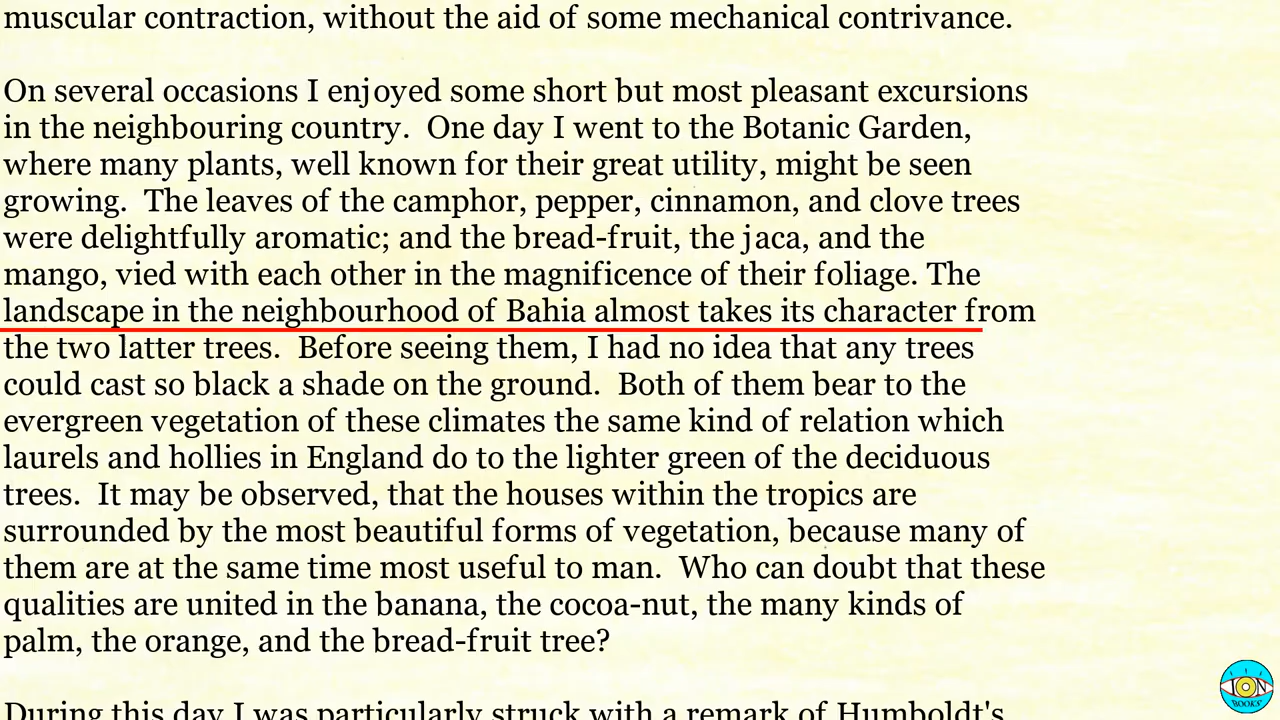 muscular contraction, without the aid of some mechanical contrivance.
On several occasions I enjoyed some short but most pleasant excursions
in the neighbouring country.  One day I went to the Botanic Garden,
where many plants, well known for their great utility, might be seen
growing.  The leaves of the camphor, pepper, cinnamon, and clove trees
were delightfully aromatic; and the bread-fruit, the jaca, and the
mango, vied with each other in the magnificence of their foliage. The
landscape in the neighbourhood of Bahia almost takes its character from
the two latter trees.  Before seeing them, I had no idea that any trees
could cast so black a shade on the ground.  Both of them bear to the
evergreen vegetation of these climates the same kind of relation which
laurels and hollies in England do to the lighter green of the deciduous
trees.  It may be observed, that the houses within the tropics are
surrounded by the most beautiful forms of vegetation, because many of
them are at the same time most useful to man.  Who can doubt that these
qualities are united in the banana, the cocoa-nut, the many kinds of
palm, the orange, and the bread-fruit tree?
During this day I was particularly struck with a remark of Humboldt's
ION
BOOKS